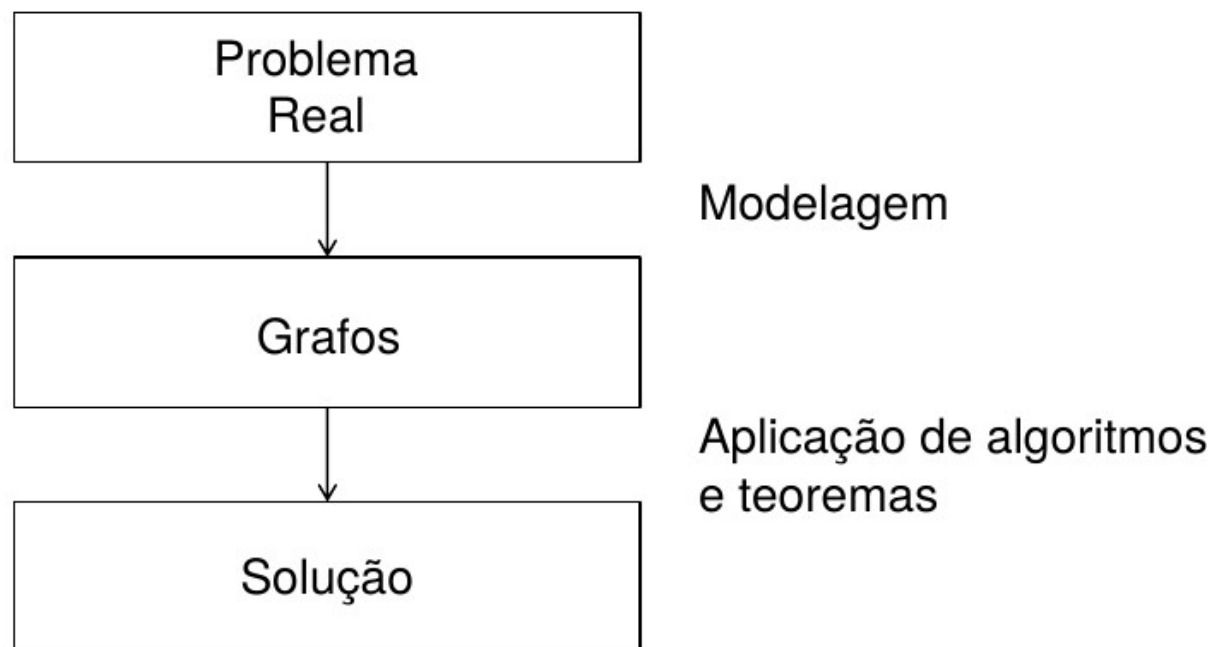 Problema
Real
Modelagem
Grafos
Aplicação de algoritmos
e teoremas
Solução